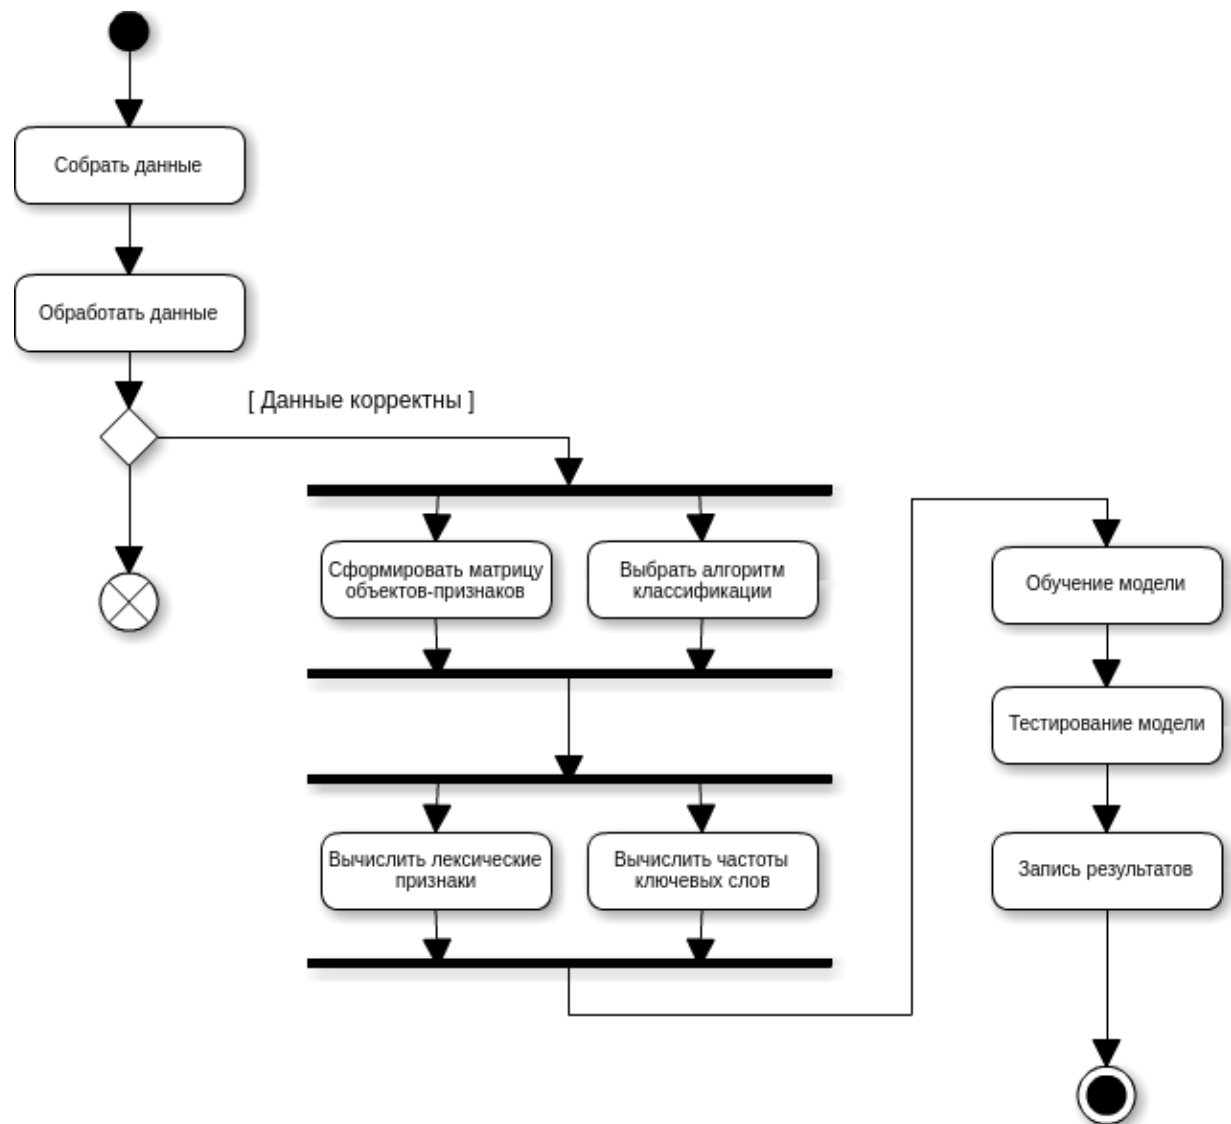 Собрать данные
Обработать данные
[ Данные корректны ]
Сформировать матрицу
объектов-признаков
Выбрать алгоритм
классификации
Вычислить лексические
признаки
Вычислить частоты
ключевых слов
Обучение модели
Тестирование модели
Запись результатов